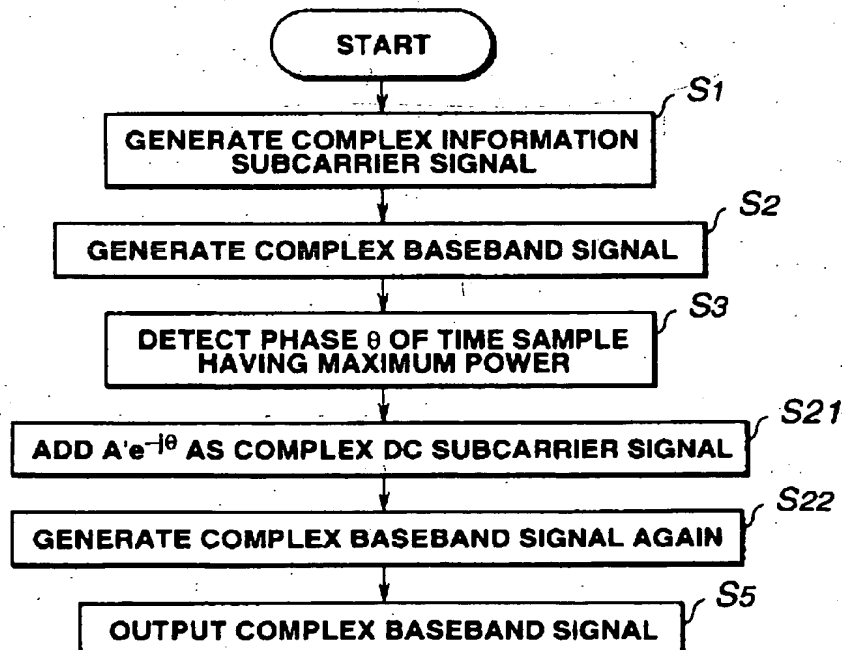 START
S1
GENERATE COMPLEX INFORMATION
SUBCARRIER SIGNAL
S2
GENERATE COMPLEX BASEBAND SIGNAL
S3
DETECT PHASE θ OF TIME SAMPLE
HAVING MAXIMUM POWER
S21
ADD A'e^-jθ AS COMPLEX DC SUBCARRIER SIGNAL
S22
GENERATE COMPLEX BASEBAND SIGNAL AGAIN
S5
OUTPUT COMPLEX BASEBAND SIGNAL